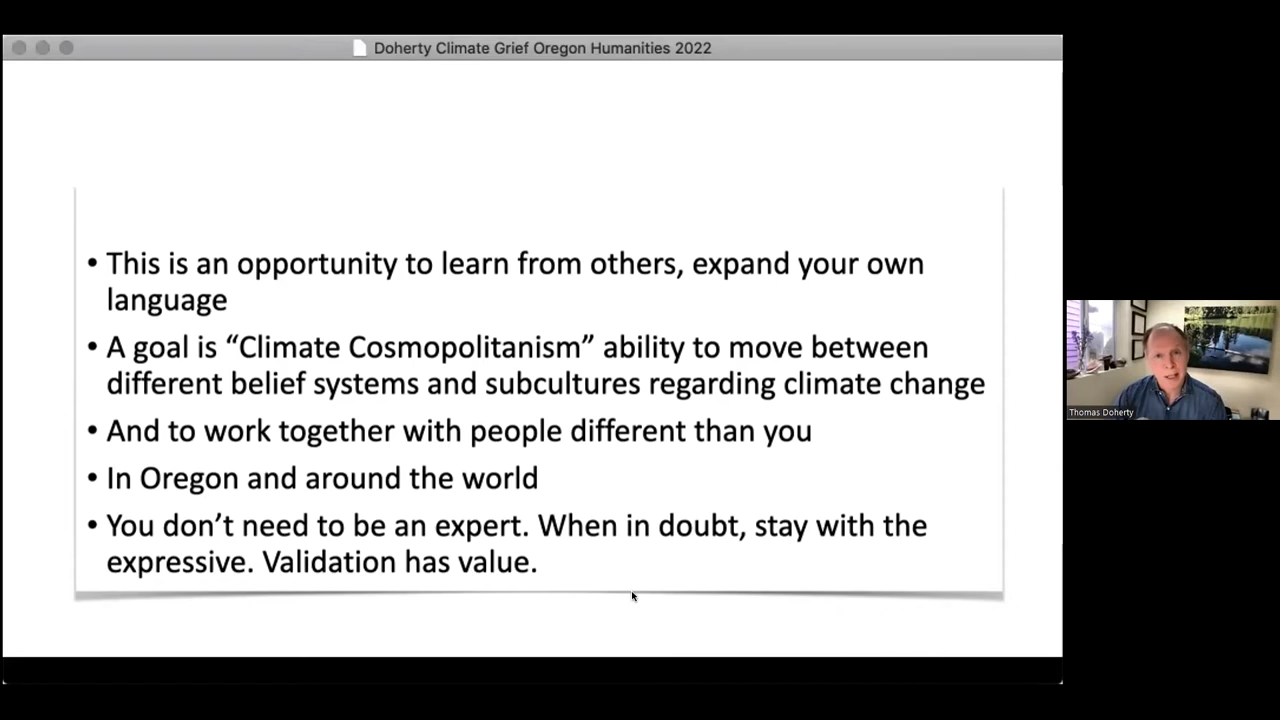 Doherty Climate Grief Oregon Humanities 2022
• This is an opportunity to learn from others, expand your own
language
• A goal is “Climate Cosmopolitanism” ability to move between
different belief systems and subcultures regarding climate change
• And to work together with people different than you
• In Oregon and around the world
• You don’t need to be an expert. When in doubt, stay with the
expressive. Validation has value.
Thomas Doherty